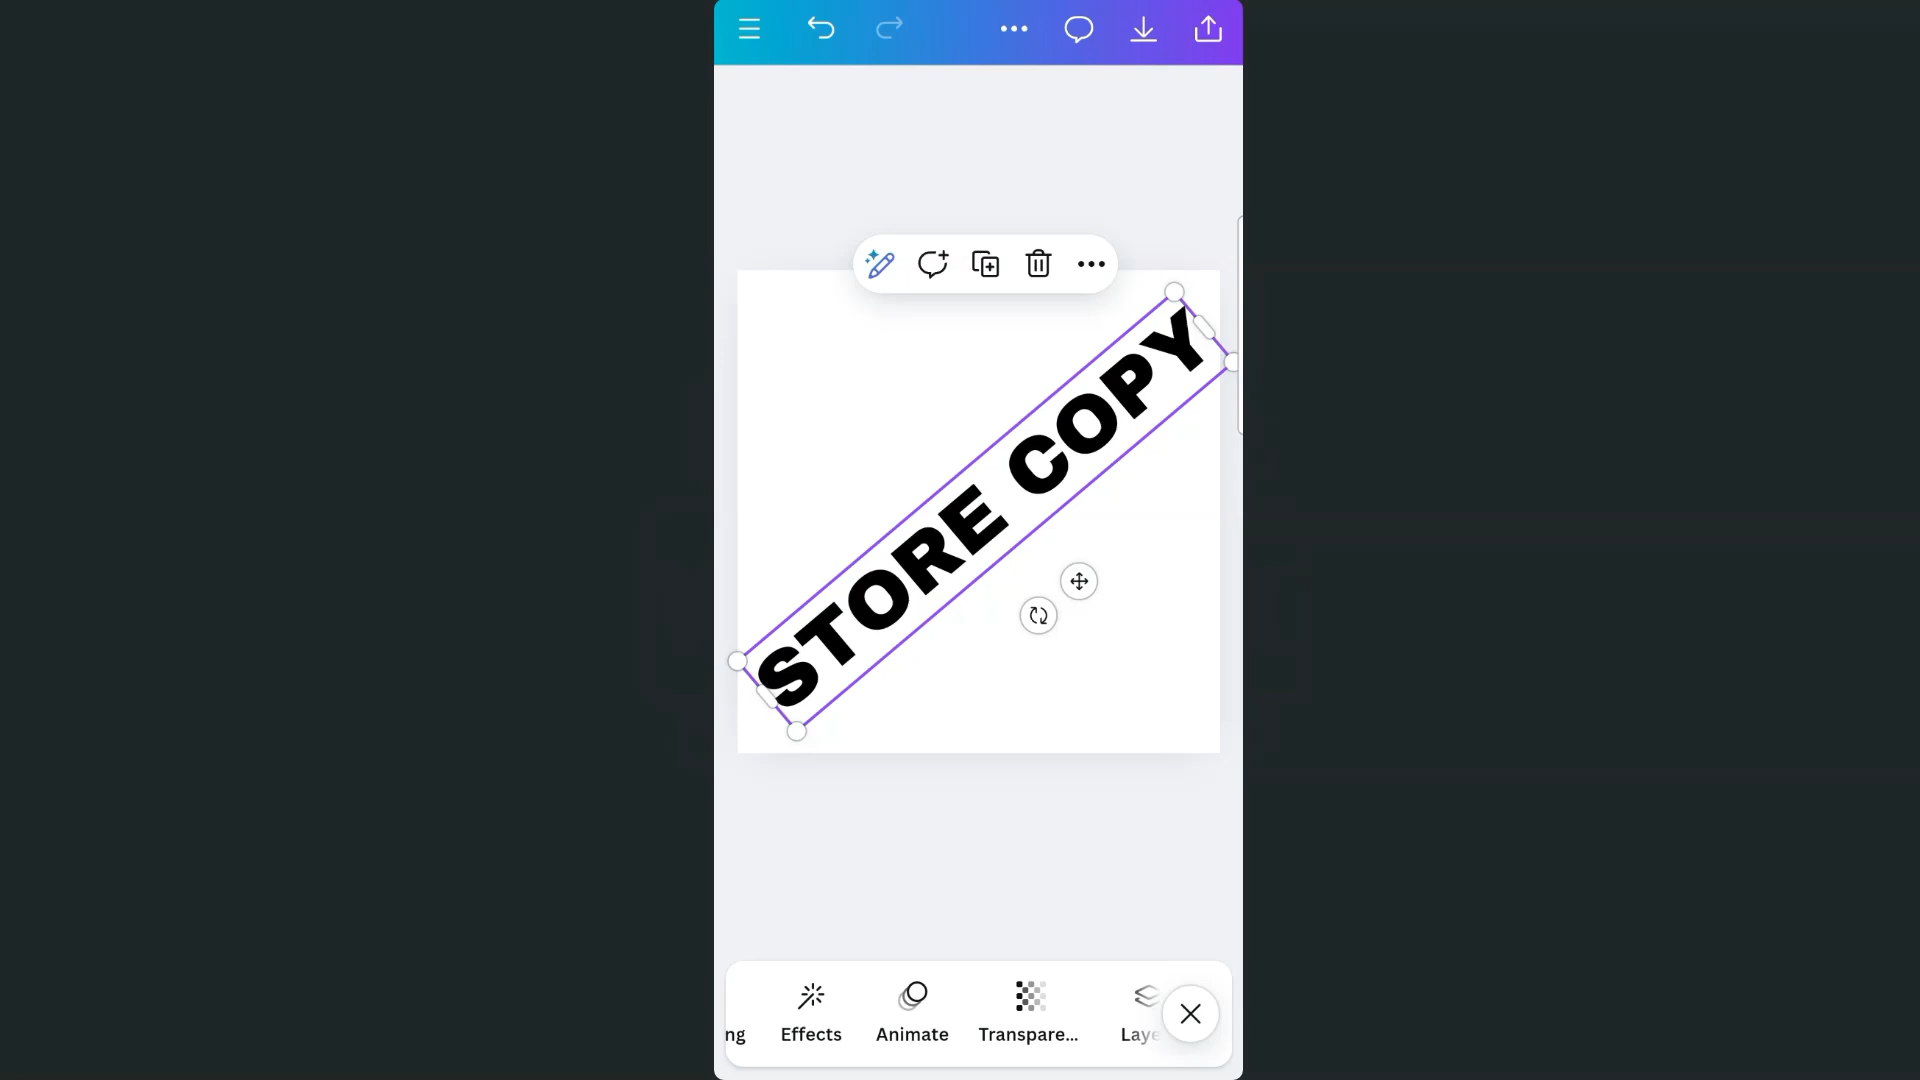 STORE COPY
ng
Effects
Animate
Transpare...
Laye